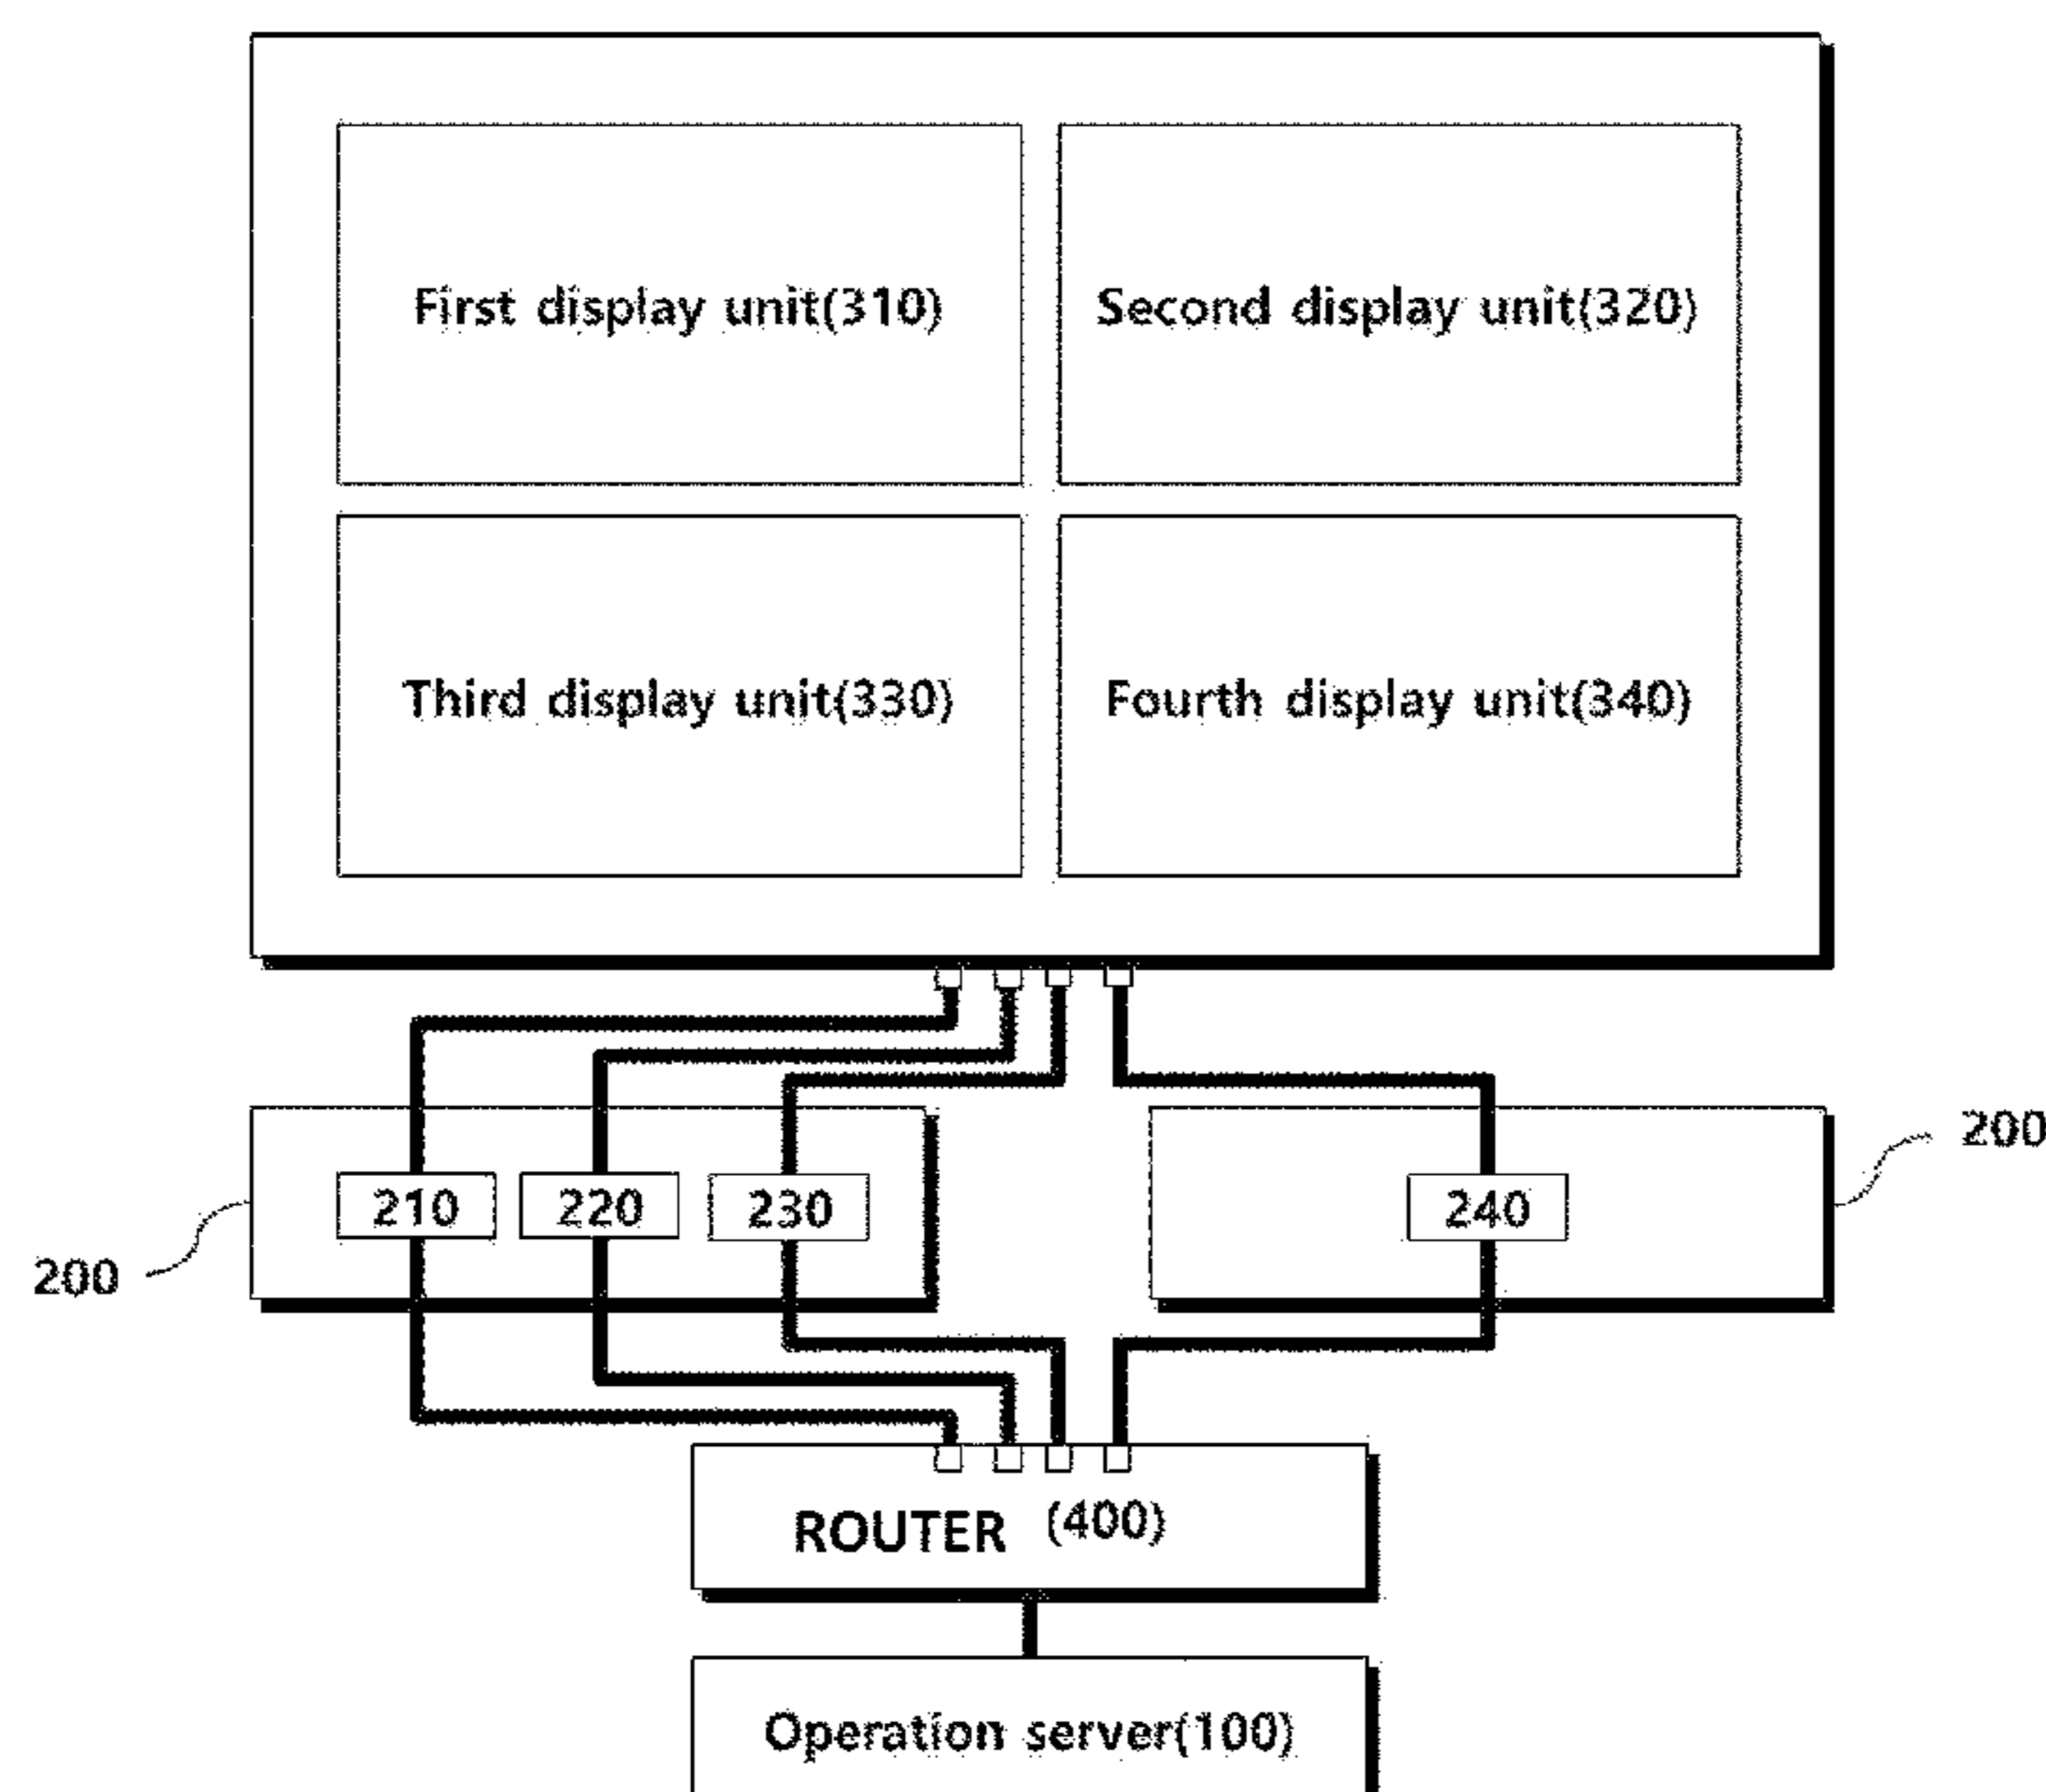 First display unit(310) Second display unit(320)
Third display unit(330) Fourth display unit(340)
200
210 220 230 240
200
ROUTER (400)
Operation server(100)